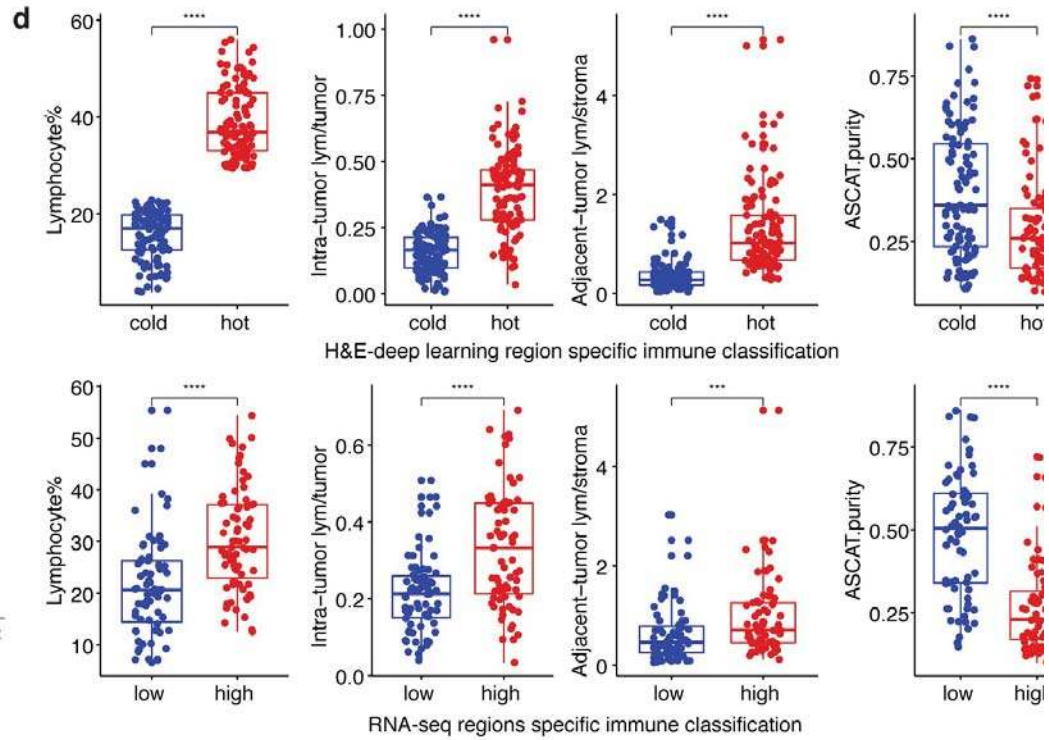 d
****
****
****
****
Lymphocyte%
60
40
20
Intra−tumor lym/tumor
1.00
0.75
0.50
0.25
0.00
Adjacent−tumor lym/stroma
4
2
0
ASCAT.purity
0.75
0.50
0.25
cold hot
cold hot
cold hot
cold
H&E-deep learning region specific immune classification
****
****
***
****
Lymphocyte%
60
50
40
30
20
10
Intra−tumor lym/tumor
0.6
0.4
0.2
0.0
Adjacent−tumor lym/stroma
4
2
0
ASCAT.purity
0.75
0.50
0.25
low high
low high
low high
low
RNA-seq regions specific immune classification